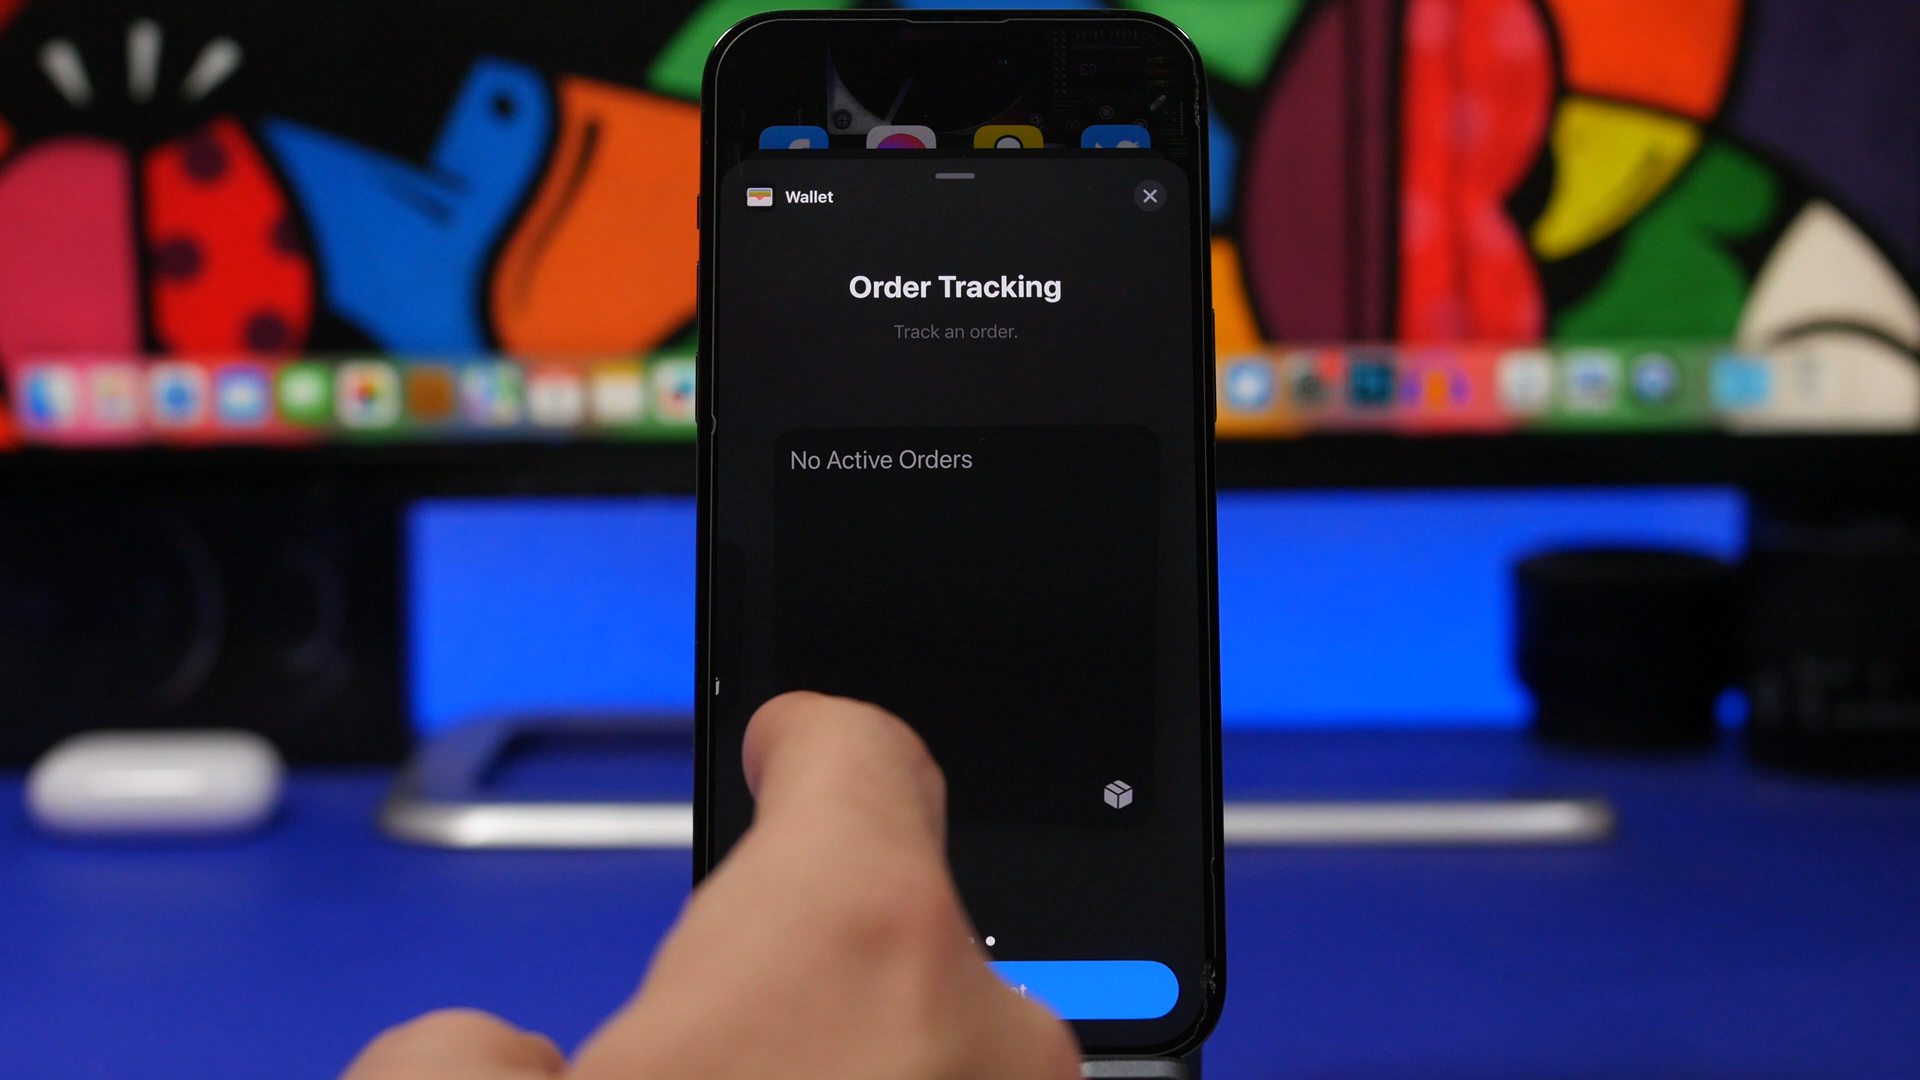 Wallet
Order Tracking
Track an order.
No Active Orders